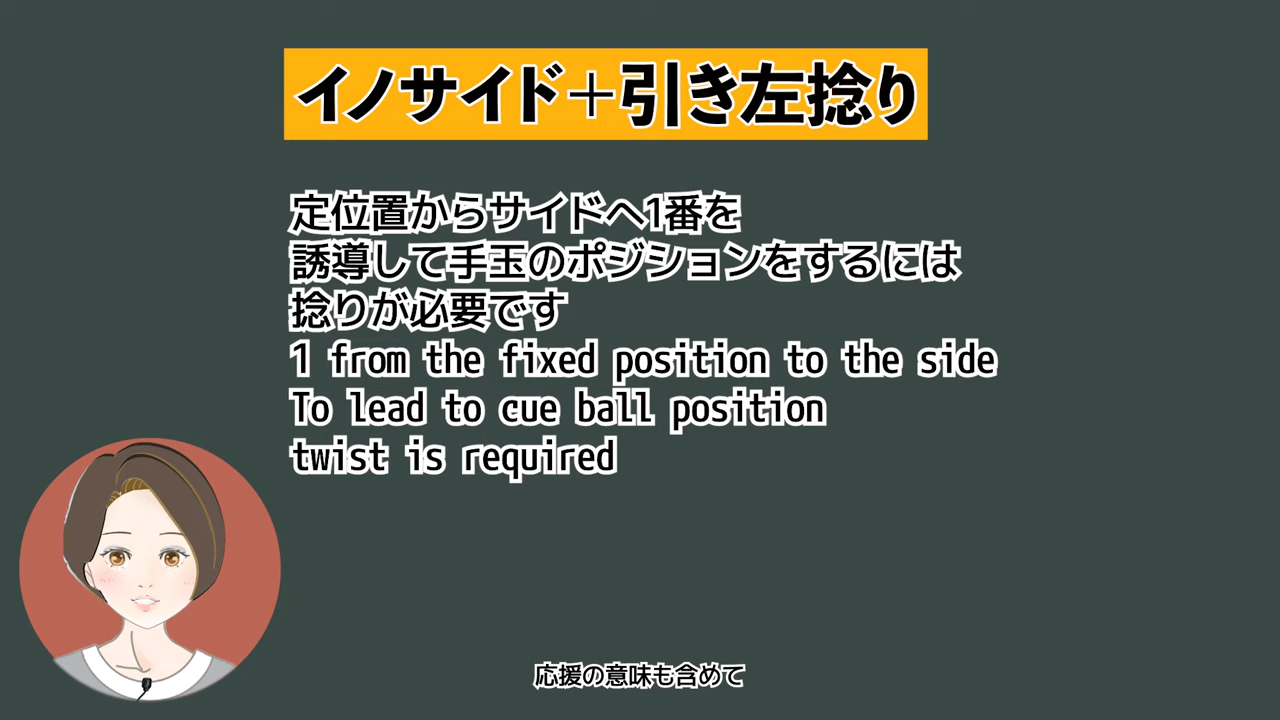 イノサイド＋引き左捻り
定位置からサイドへ1番を
誘導して手玉のポジションをするには
捻りが必要です
1 from the fixed position to the side
To lead to cue ball position
twist is required
応援の意味も含めて